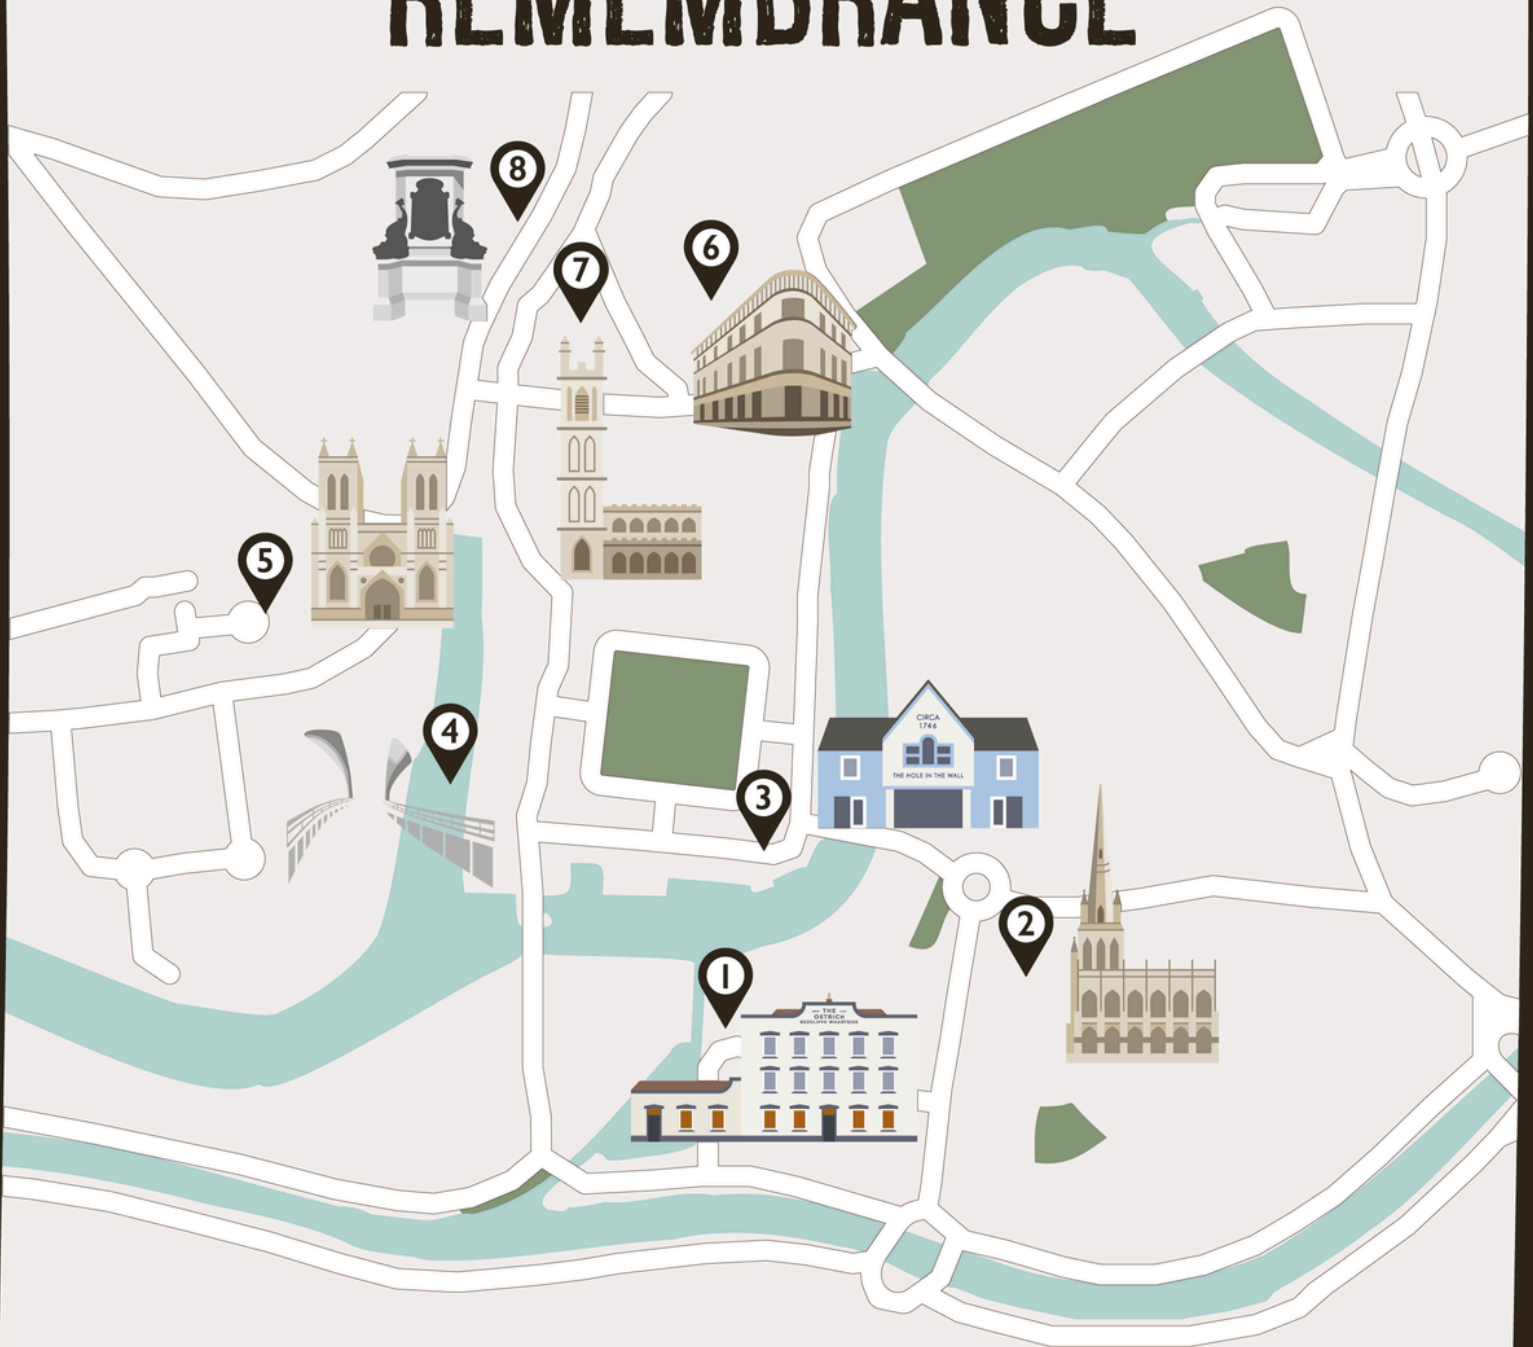 REMEMBRANCE
8
6
7
5
4
CIRCA
1746
THE HOLE IN THE WALL
3
2
1
THE
OSTRICH
REDCLIFFE WHARFSIDE